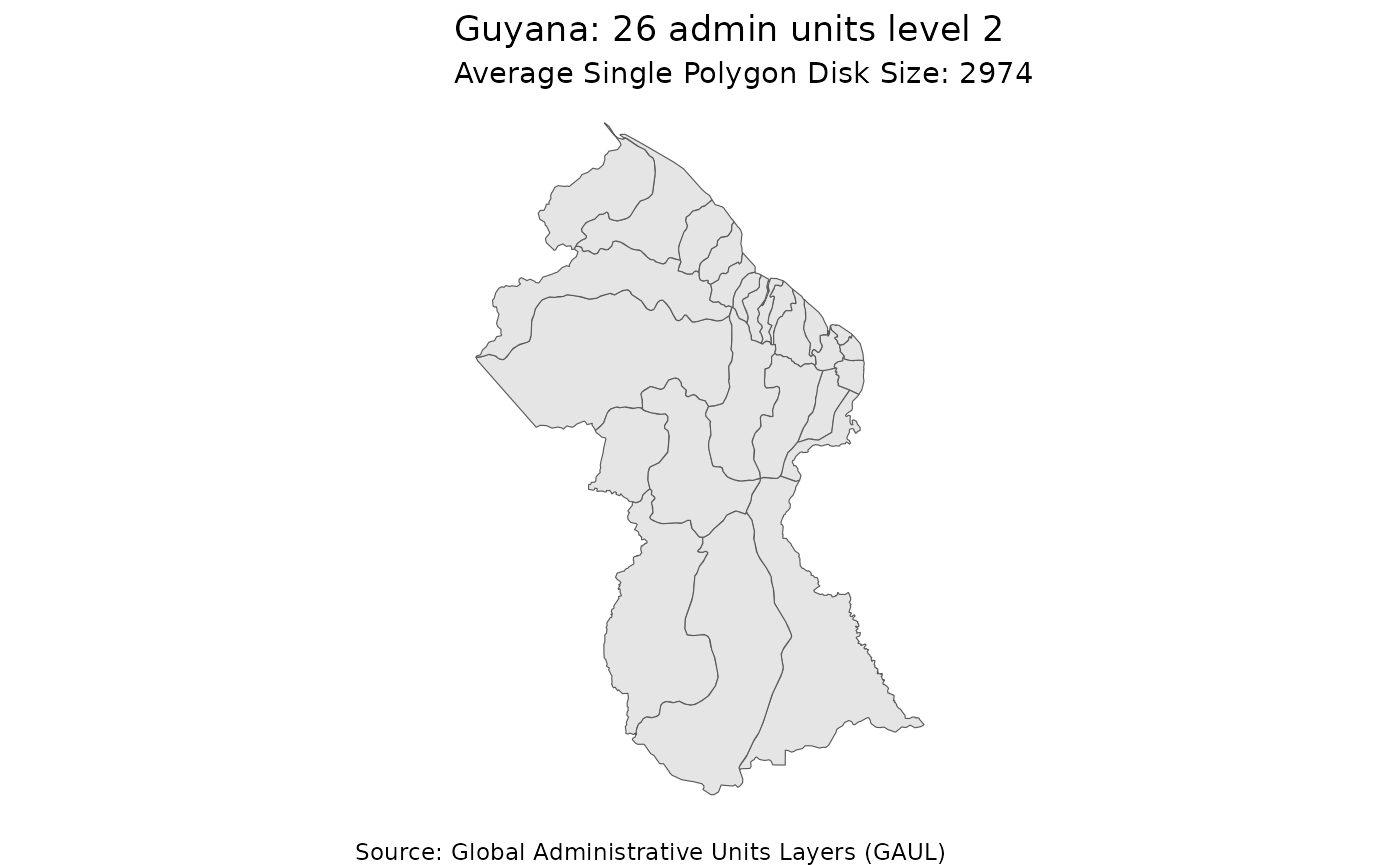 Guyana: 26 admin units level 2
Average Single Polygon Disk Size: 2974
Source: Global Administrative Units Layers (GAUL)